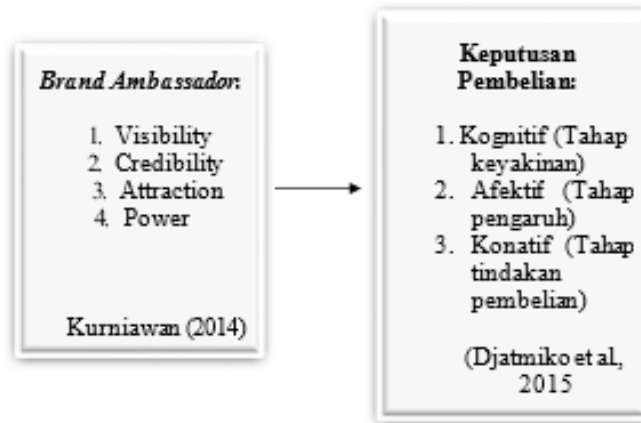 Brand Ambassador:
1. Visibility
2. Credibility
3. Attraction
4. Power
Kurniawan (2014)
Keputusan
Pembelian:
1. Kognitif (Tahap
keyakinan)
2. Afektif (Tahap
pengaruh)
3. Konatif (Tahap
tindakan
pembelian)
(Djatmiko et al.,
2015